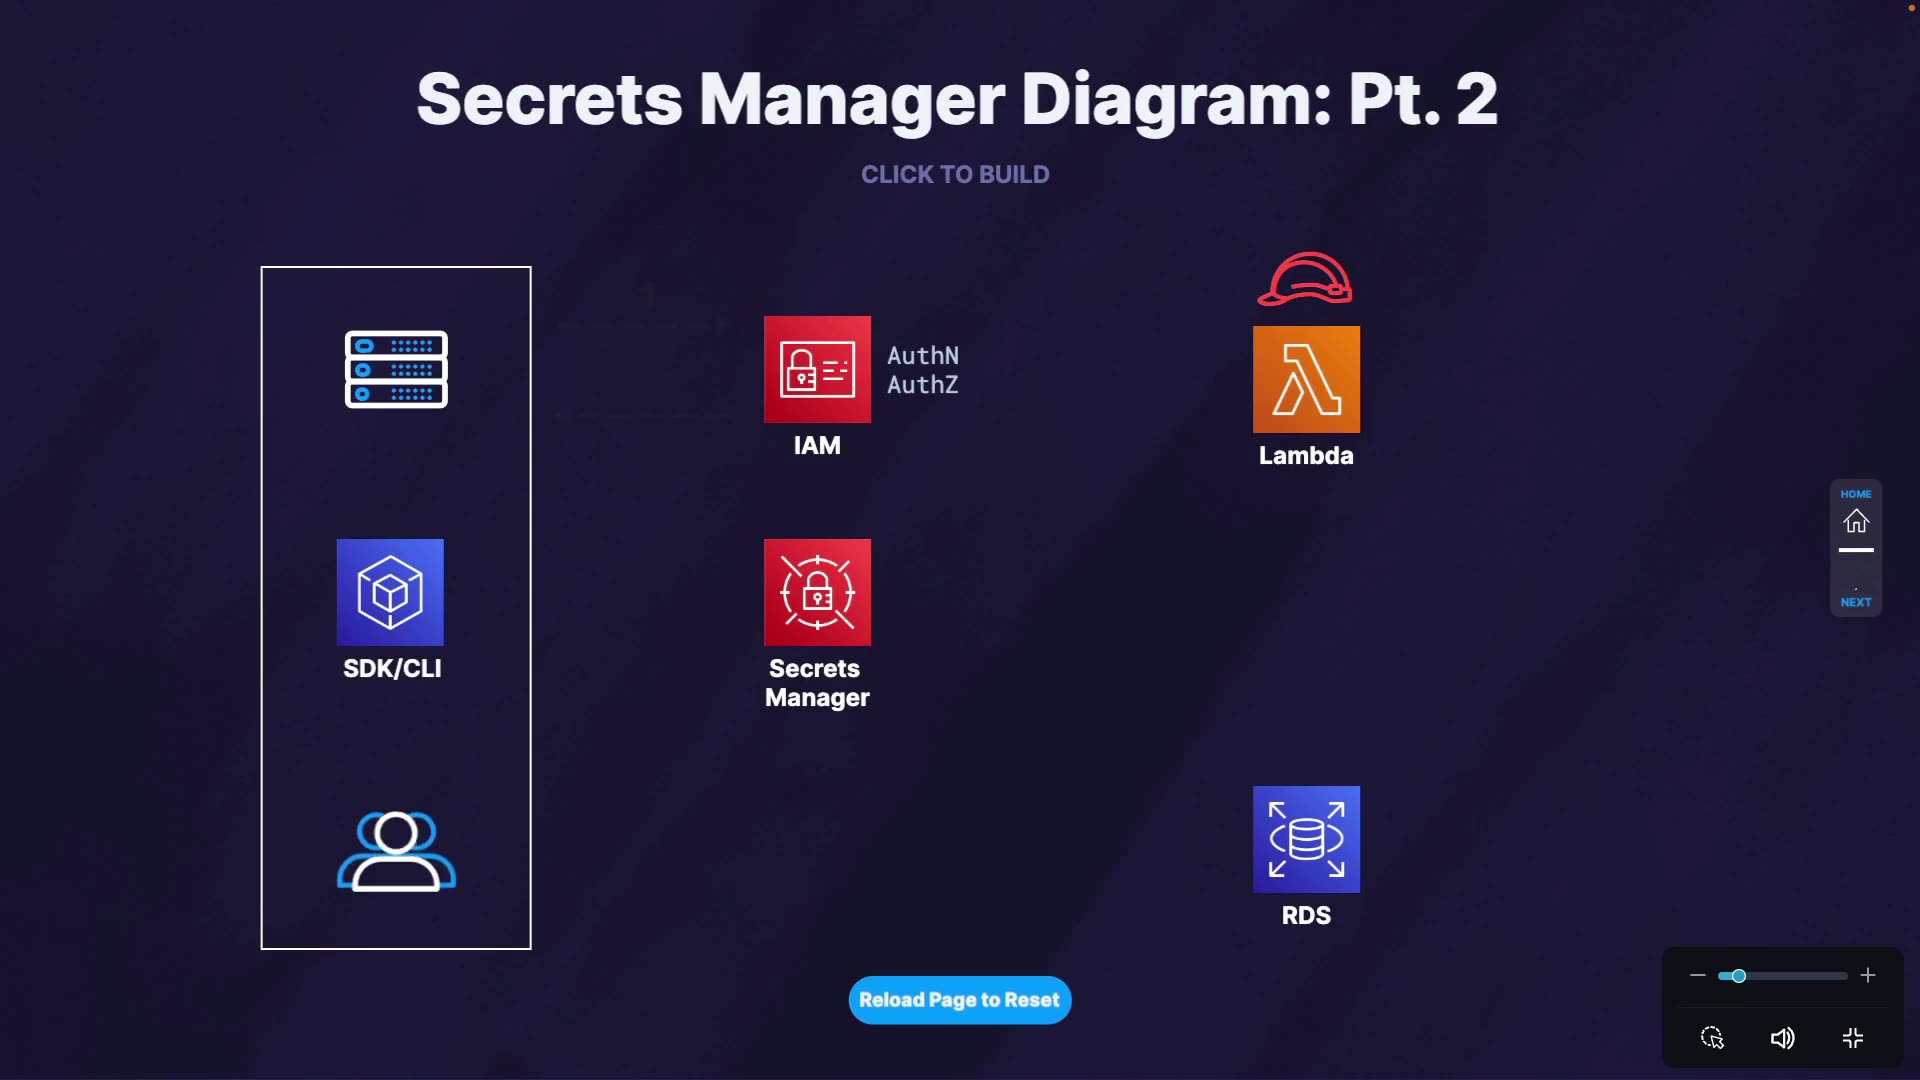 Secrets Manager Diagram: Pt. 2
CLICK TO BUILD
AuthN
AuthZ
IAM
Lambda
HOME
NEXT
SDK/CLI
Secrets
Manager
RDS
Reload Page to Reset